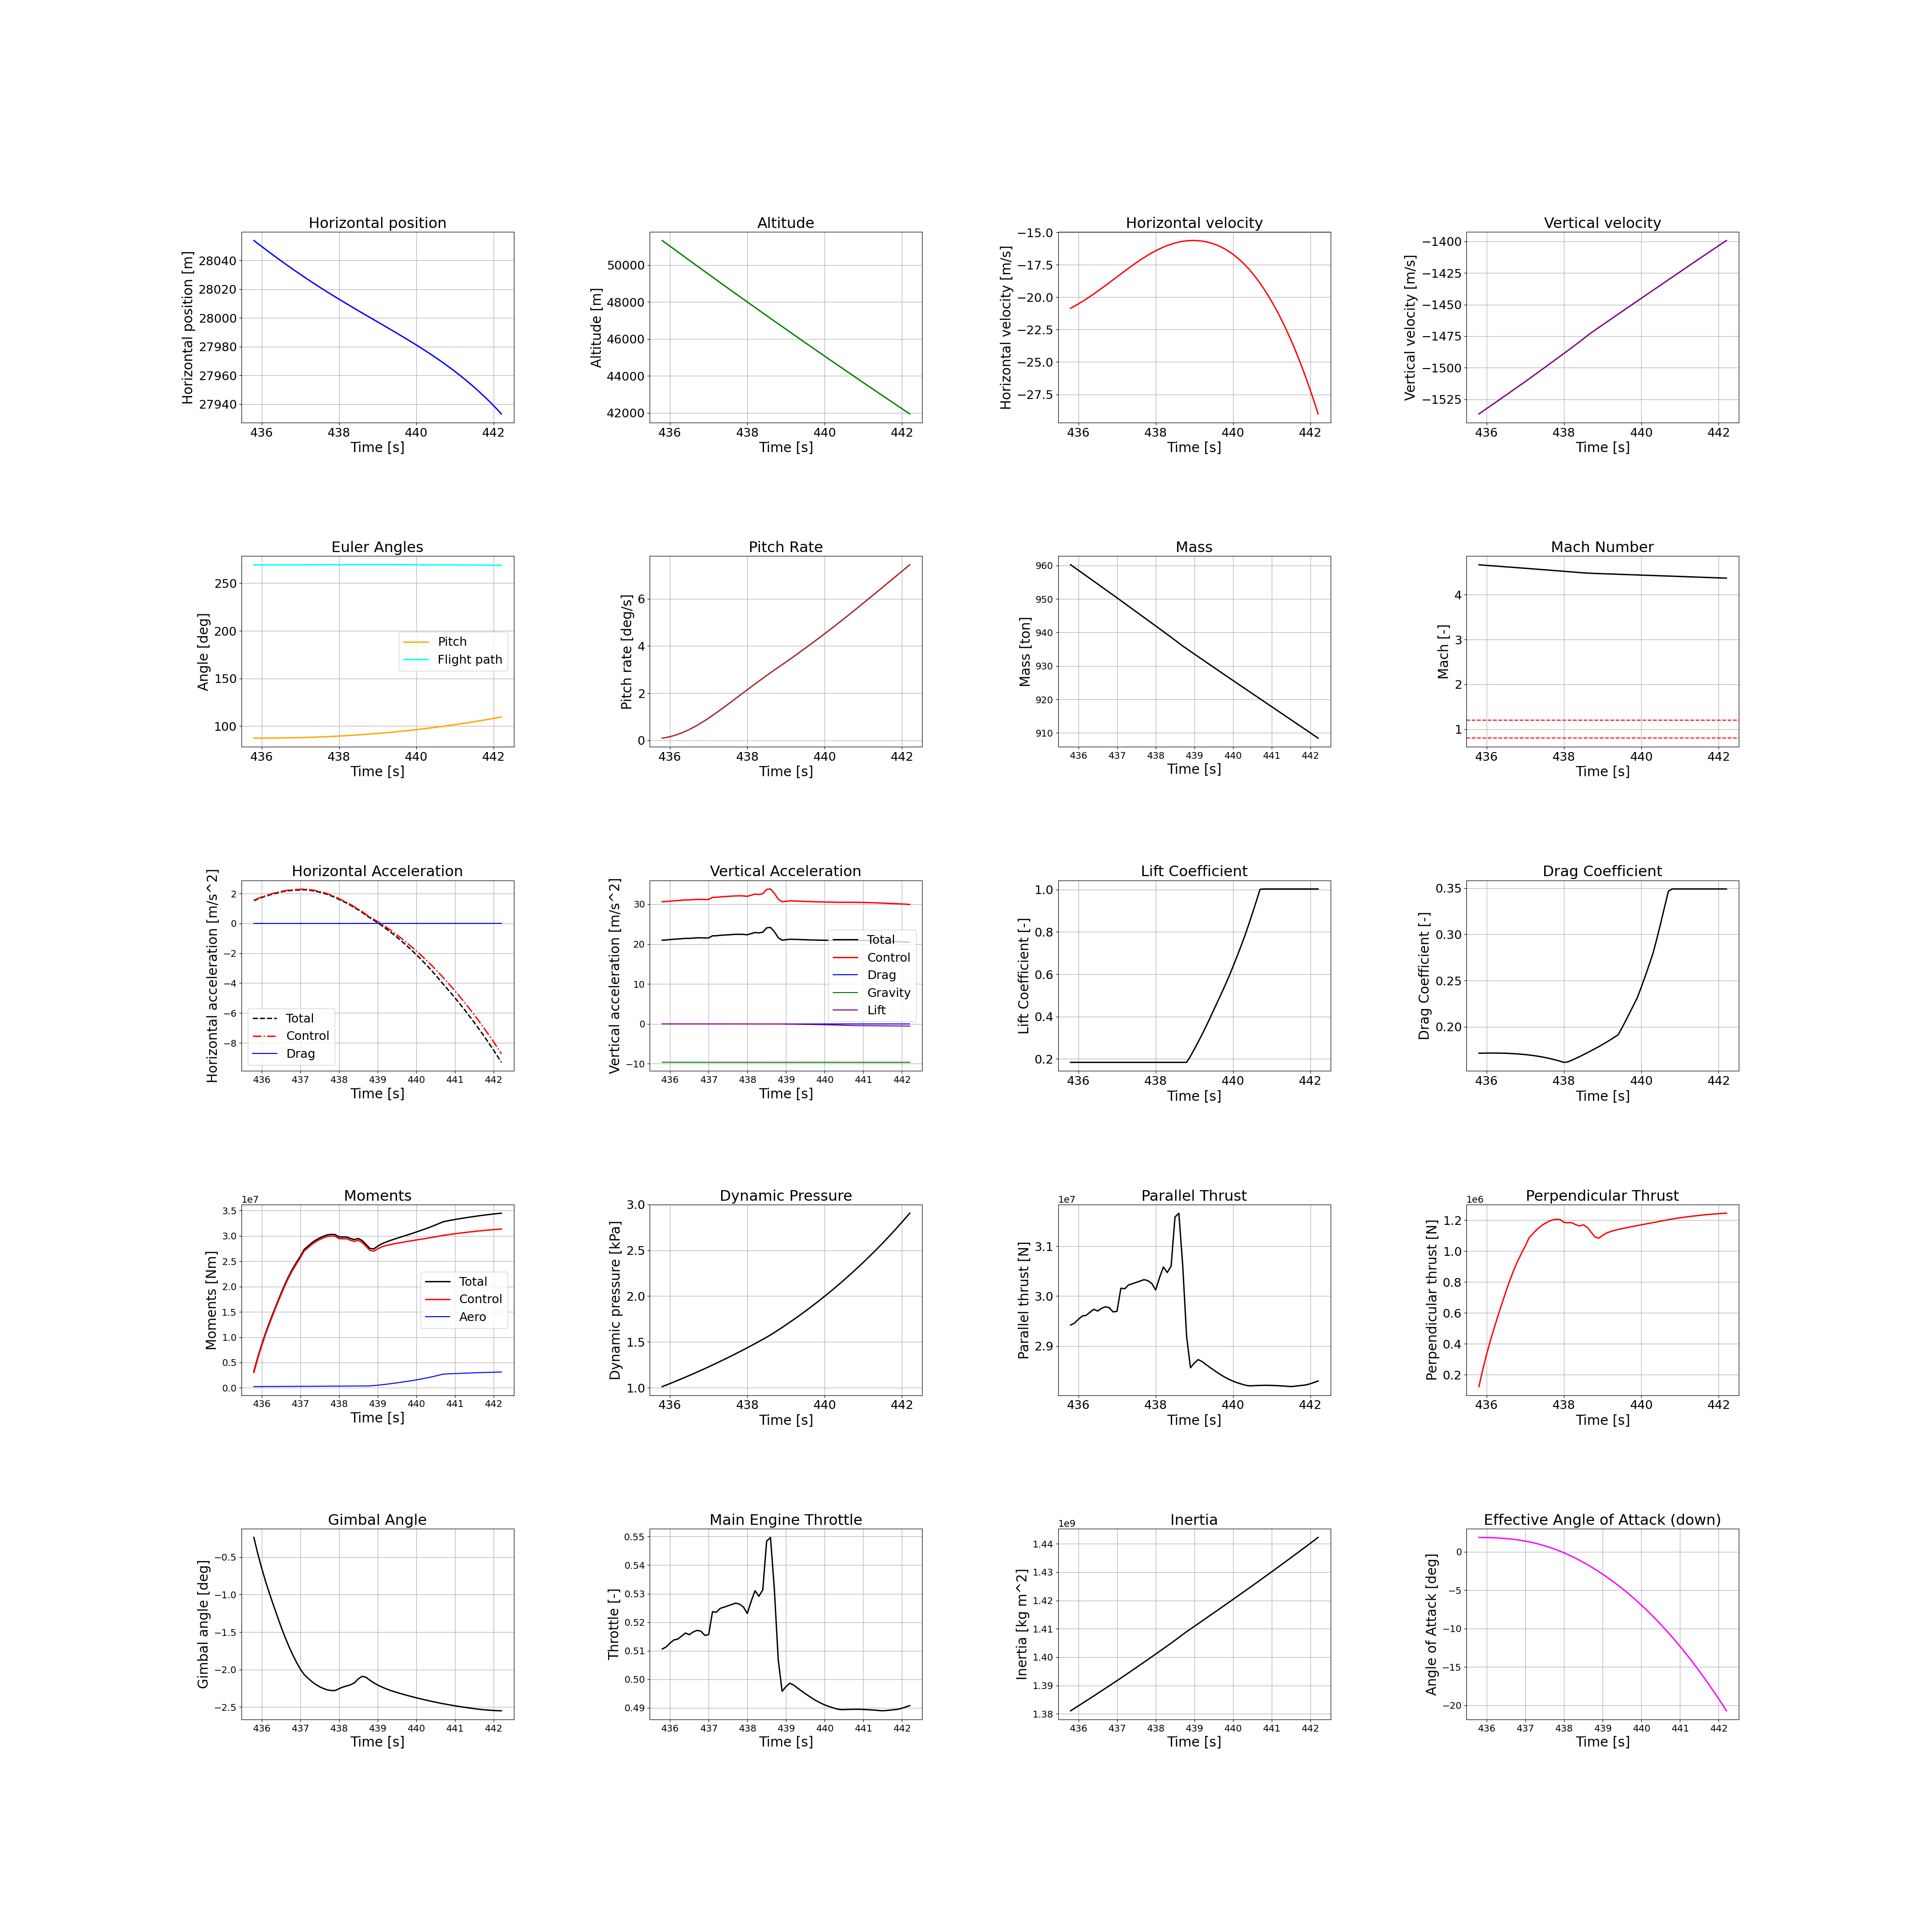 Horizontal position
Horizontal position [m]
28040
28020
28000
27980
27960
27940
436 438 440 442
Time [s]
Altitude
Altitude [m]
50000
48000
46000
44000
42000
436 438 440 442
Time [s]
Horizontal velocity
Horizontal velocity [m/s]
−15.0
−17.5
−20.0
−22.5
−25.0
−27.5
436 438 440 442
Time [s]
Vertical velocity
Vertical velocity [m/s]
−1400
−1425
−1450
−1475
−1500
−1525
436 438 440 442
Time [s]
Euler Angles
Angle [deg]
250
200
150
100
Pitch
Flight path
436 438 440 442
Time [s]
Pitch Rate
Pitch rate [deg/s]
6
4
2
0
436 438 440 442
Time [s]
Mass
Mass [ton]
960
950
940
930
920
910
436 437 438 439 440 441 442
Time [s]
Mach Number
Mach [-]
4
3
2
1
436 438 440 442
Time [s]
Horizontal Acceleration
Horizontal acceleration [m/s^2]
2
0
−2
−4
−6
−8
Total
Control
Drag
436 437 438 439 440 441 442
Time [s]
Vertical Acceleration
Vertical acceleration [m/s^2]
30
20
10
0
−10
Total
Control
Drag
Gravity
Lift
436 437 438 439 440 441 442
Time [s]
Lift Coefficient
Lift Coefficient [-]
1.0
0.8
0.6
0.4
0.2
436 438 440 442
Time [s]
Drag Coefficient
Drag Coefficient [-]
0.35
0.30
0.25
0.20
436 438 440 442
Time [s]
Moments
1e7
Moments [Nm]
3.5
3.0
2.5
2.0
1.5
1.0
0.5
0.0
Total
Control
Aero
436 437 438 439 440 441 442
Time [s]
Dynamic Pressure
Dynamic pressure [kPa]
3.0
2.5
2.0
1.5
1.0
436 438 440 442
Time [s]
Parallel Thrust
1e7
Parallel thrust [N]
3.1
3.0
2.9
436 438 440 442
Time [s]
Perpendicular Thrust
1e6
Perpendicular thrust [N]
1.2
1.0
0.8
0.6
0.4
0.2
436 438 440 442
Time [s]
Gimbal Angle
Gimbal angle [deg]
−0.5
−1.0
−1.5
−2.0
−2.5
436 437 438 439 440 441 442
Time [s]
Main Engine Throttle
Throttle [-]
0.55
0.54
0.53
0.52
0.51
0.50
0.49
436 437 438 439 440 441 442
Time [s]
Inertia
1e9
Inertia [kg m^2]
1.44
1.43
1.42
1.41
1.40
1.39
1.38
436 437 438 439 440 441 442
Time [s]
Effective Angle of Attack (down)
Angle of Attack [deg]
0
−5
−10
−15
−20
436 437 438 439 440 441 442
Time [s]